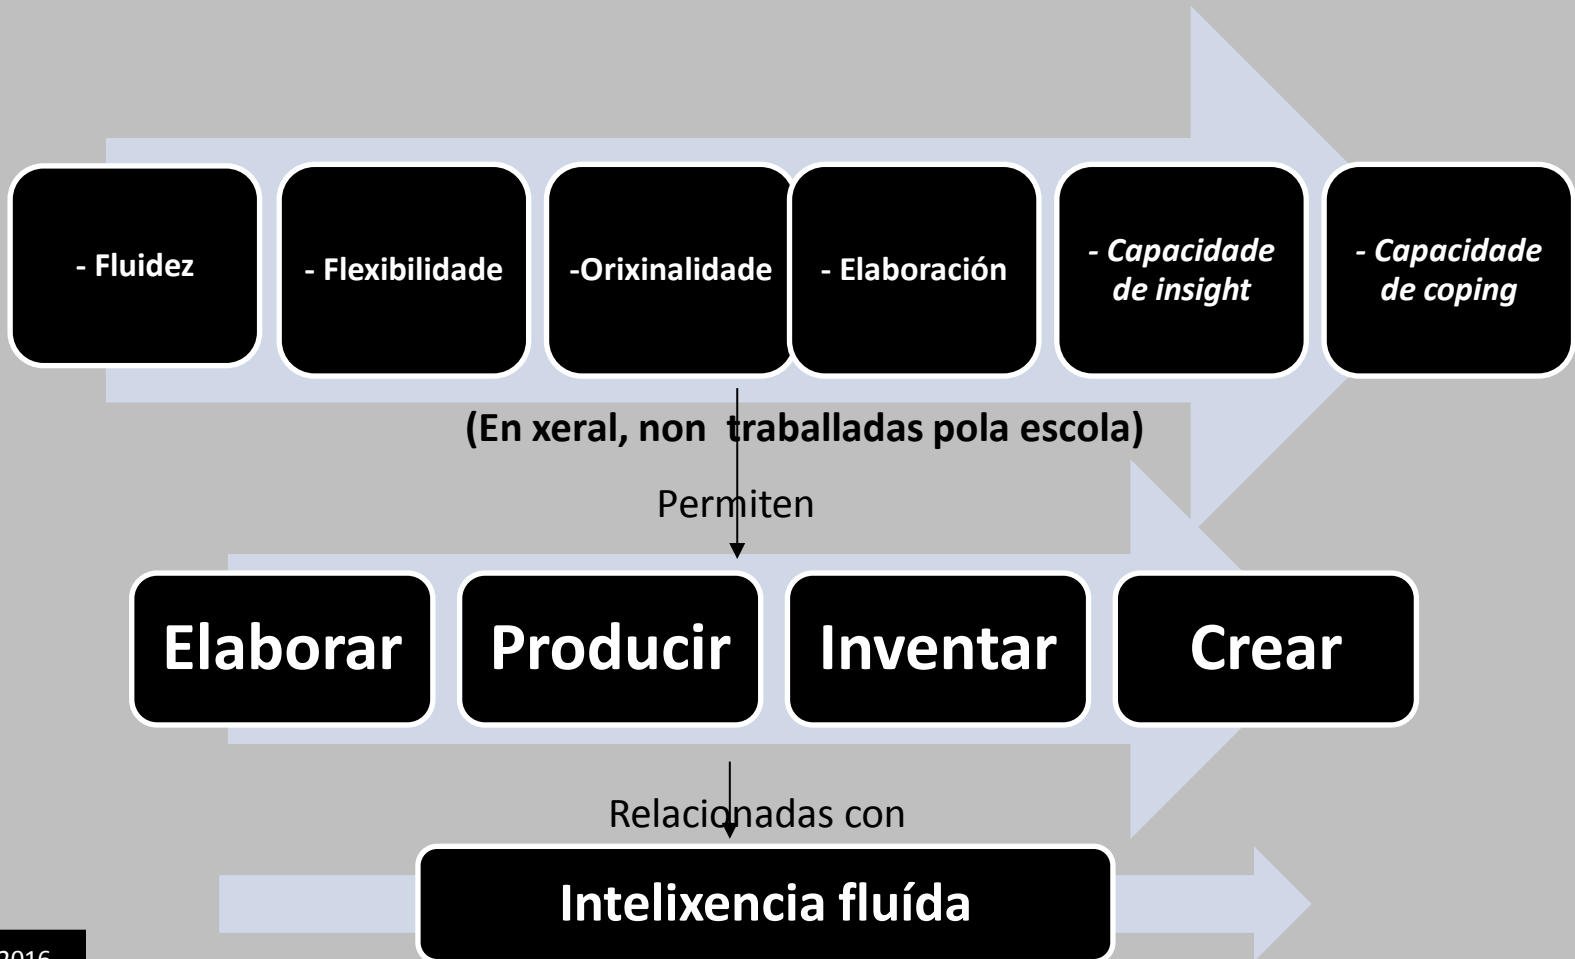 - Fluidez
- Flexibilidade
-Orixinalidade
- Elaboración
- Capacidade
de insight
- Capacidade
de coping
(En xeral, non  traballadas pola escola)
Permiten
Elaborar
Producir
Inventar
Crear
Relacionadas con
Intelixencia fluída
2016